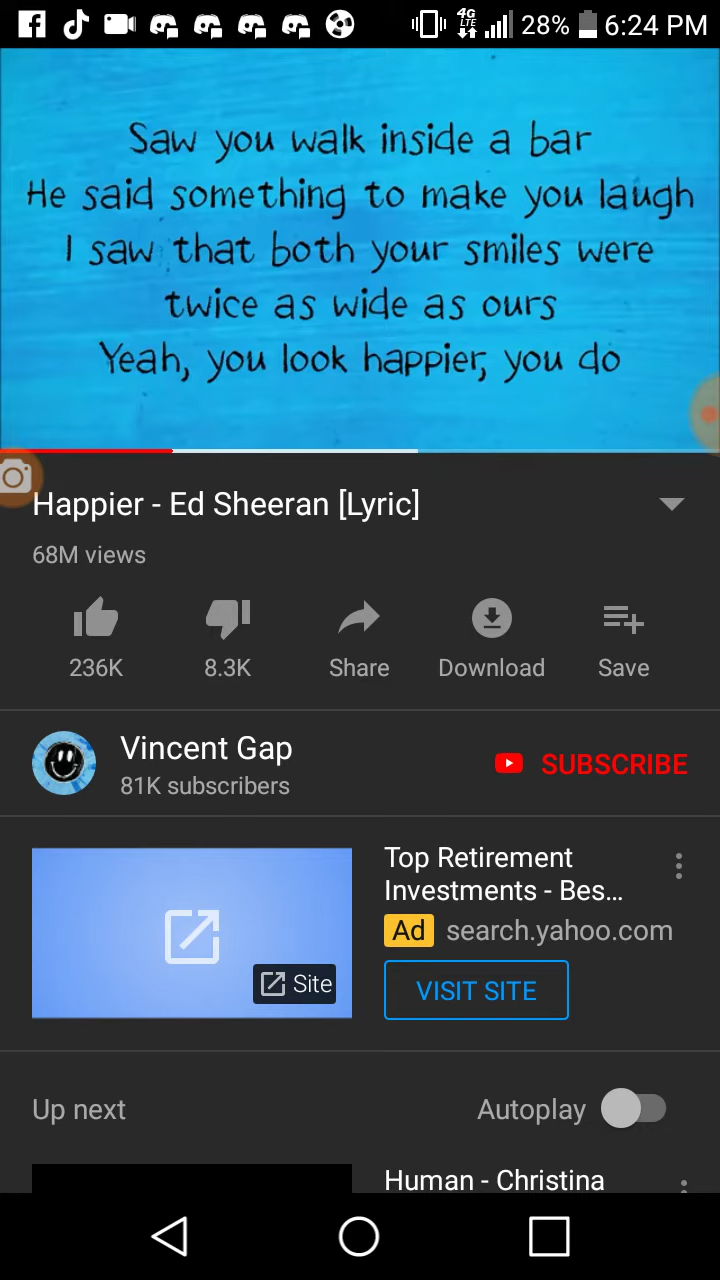 4G
LTE
28%
6:24 PM
Saw you walk inside a bar
He said something to make you laugh
I saw that both your smiles were
twice as wide as ours
Yeah, you look happier, you do
Happier - Ed Sheeran [Lyric]
68M views
236K
8.3K
Share
Download
Save
Vincent Gap
81K subscribers
SUBSCRIBE
Top Retirement
Investments - Bes...
Ad search.yahoo.com
Site
VISIT SITE
Up next
Autoplay
Human - Christina